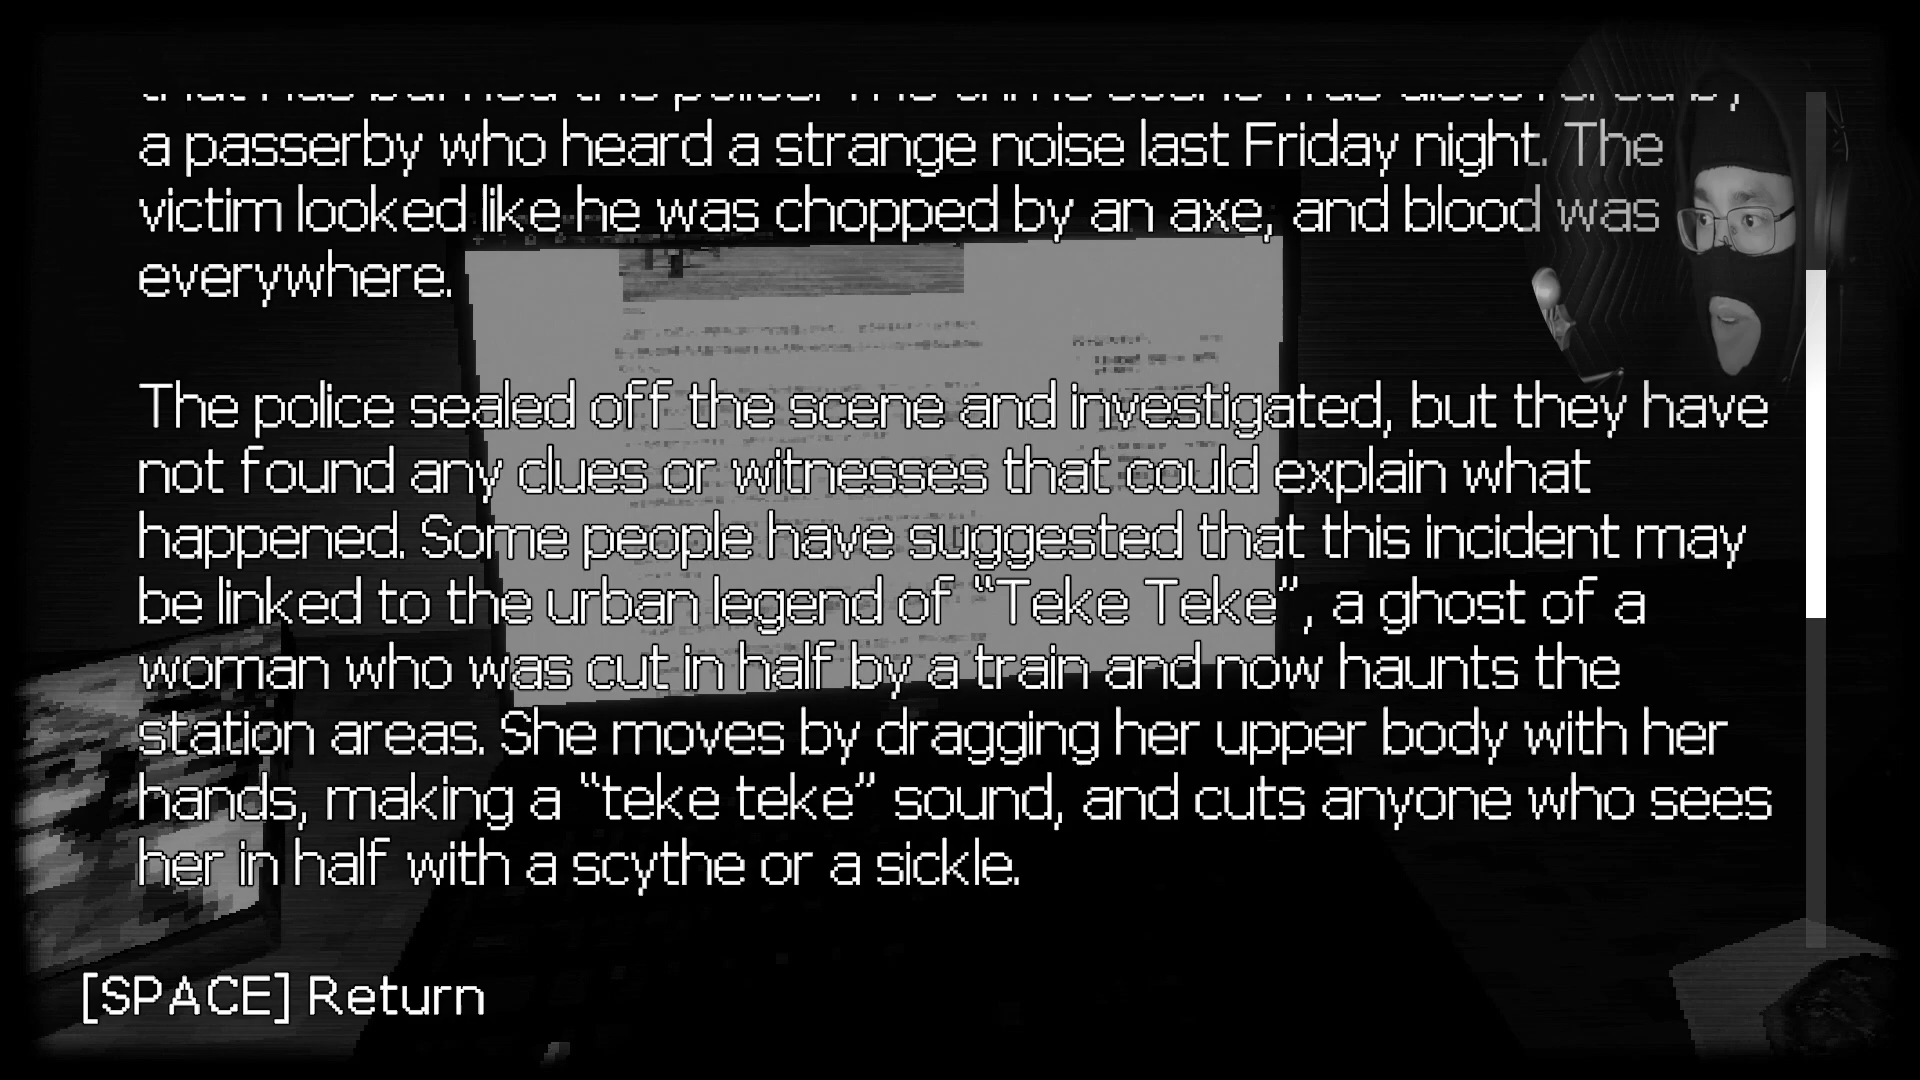 a passerby who heard a strange noise last Friday night. The
victim looked like he was chopped by an axe, and blood was
everywhere.
The police sealed off the scene and investigated, but they have
not found any clues or witnesses that could explain what
happened. Some people have suggested that this incident may
be linked to the urban legend of “Teke Teke”, a ghost of a
woman who was cut in half by a train and now haunts the
station areas. She moves by dragging her upper body with her
hands, making a “teke teke” sound, and cuts anyone who sees
her in half with a scythe or a sickle.
[SPACE] Return